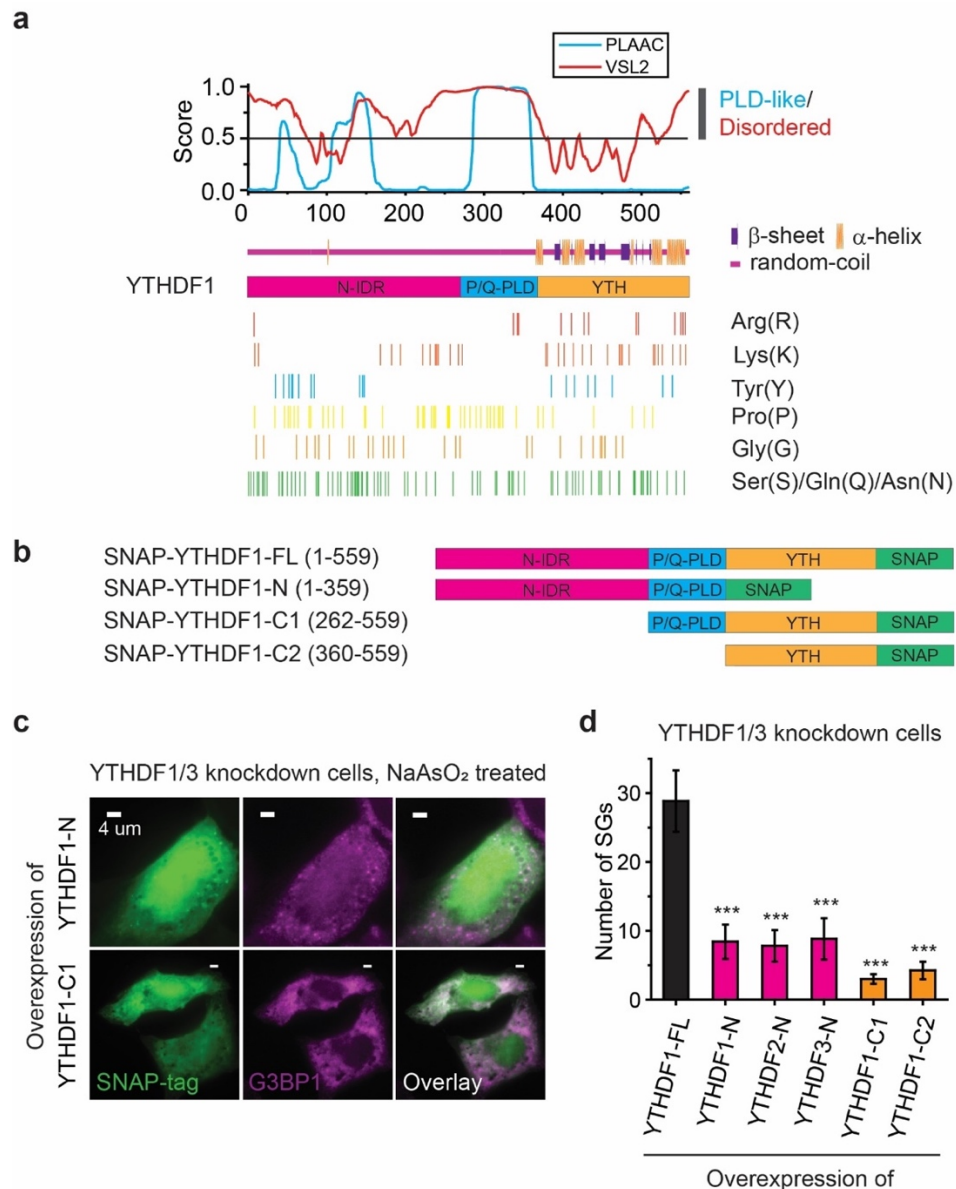 a
PLAAC
VSL2
1.0
0.5
0.0
Score
PLD-like/
Disordered
0 100 200 300 400 500
β-sheet α-helix
random-coil
YTHDF1 N-IDR P/Q-PLD YTH
Arg(R)
Lys(K)
Tyr(Y)
Pro(P)
Gly(G)
Ser(S)/Gln(Q)/Asn(N)
b
SNAP-YTHDF1-FL (1-559) N-IDR P/Q-PLD YTH SNAP
SNAP-YTHDF1-N (1-359) N-IDR P/Q-PLD SNAP
SNAP-YTHDF1-C1 (262-559) P/Q-PLD YTH SNAP
SNAP-YTHDF1-C2 (360-559) YTH SNAP
c
YTHDF1/3 knockdown cells, NaAsO₂ treated
Overexpression of
YTHDF1-N
YTHDF1-C1
4 um
SNAP-tag G3BP1 Overlay
d
YTHDF1/3 knockdown cells
Number of SGs
30
20
10
0
*** *** *** *** ***
YTHDF1-FL
YTHDF1-N
YTHDF2-N
YTHDF3-N
YTHDF1-C1
YTHDF1-C2
Overexpression of